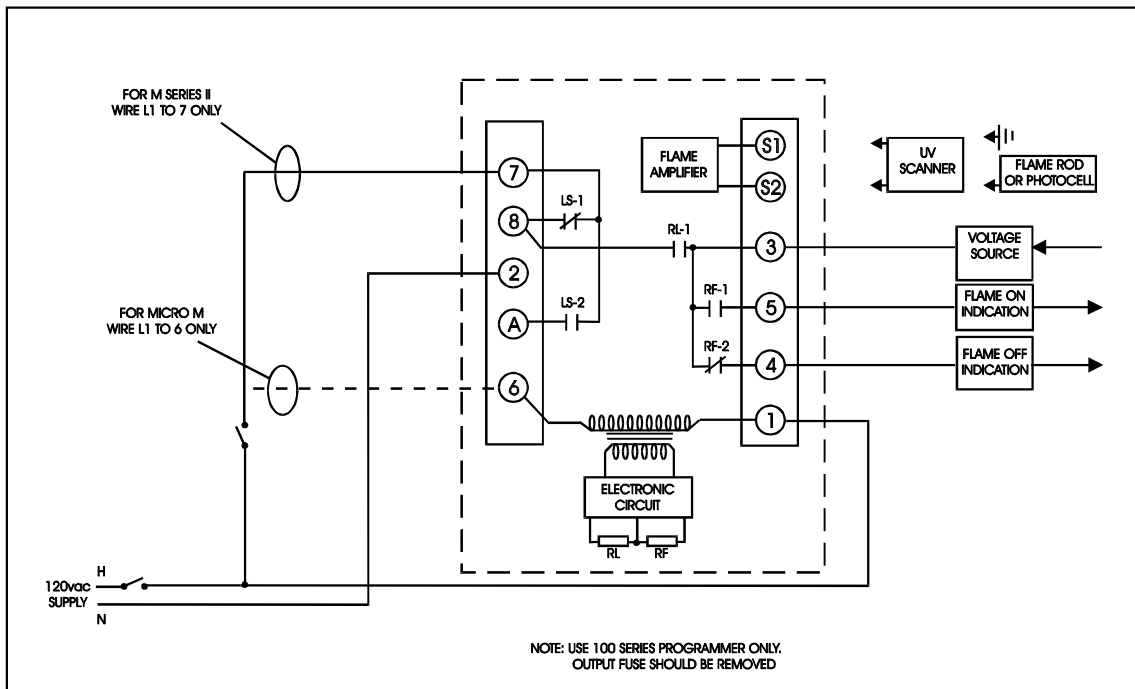 FOR M SERIES II
WIRE L1 TO 7 ONLY
FOR MICRO M
WIRE L1 TO 6 ONLY
H
120vac
SUPPLY
N
7
8
2
A
6
LS-1
LS-2
FLAME
AMPLIFIER
RL-1
RF-1
RF-2
S1
S2
3
5
4
1
ELECTRONIC
CIRCUIT
RL
RF
UV
SCANNER
FLAME ROD
OR PHOTOCELL
VOLTAGE
SOURCE
FLAME ON
INDICATION
FLAME OFF
INDICATION
NOTE: USE 100 SERIES PROGRAMMER ONLY.
OUTPUT FUSE SHOULD BE REMOVED